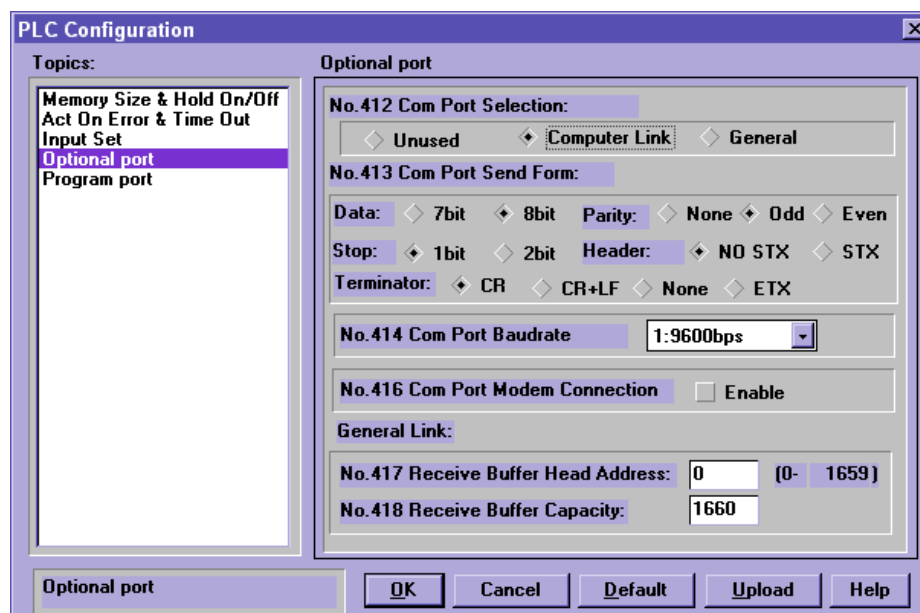 PLC Configuration
Topics:
Memory Size & Hold On/Off
Act On Error & Time Out
Input Set
Optional port
Program port
Optional port
No.412 Com Port Selection:
Unused Computer Link General
No.413 Com Port Send Form:
Data: 7bit 8bit Parity: None Odd Even
Stop: 1bit 2bit Header: NO STX STX
Terminator: CR CR+LF None ETX
No.414 Com Port Baudrate 1:9600bps
No.416 Com Port Modem Connection Enable
General Link:
No.417 Receive Buffer Head Address: 0 (0- 1659)
No.418 Receive Buffer Capacity: 1660
Optional port
OK Cancel Default Upload Help